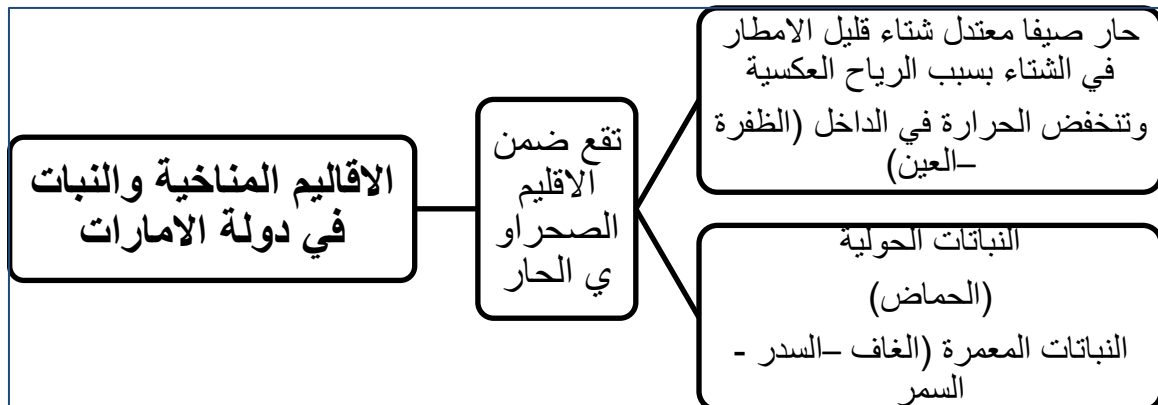 الاقاليم المناخية والنبات
في دولة الامارات
تقع ضمن
الاقليم
الصحراو
ي الحار
حار صيفا معتدل شتاء قليل الامطار
في الشتاء بسبب الرياح العكسية
وتنخفض الحرارة في الداخل (الظفرة
–العين)
النباتات الحولية
(الحماض)
النباتات المعمرة (الغاف –السدر -
السمر